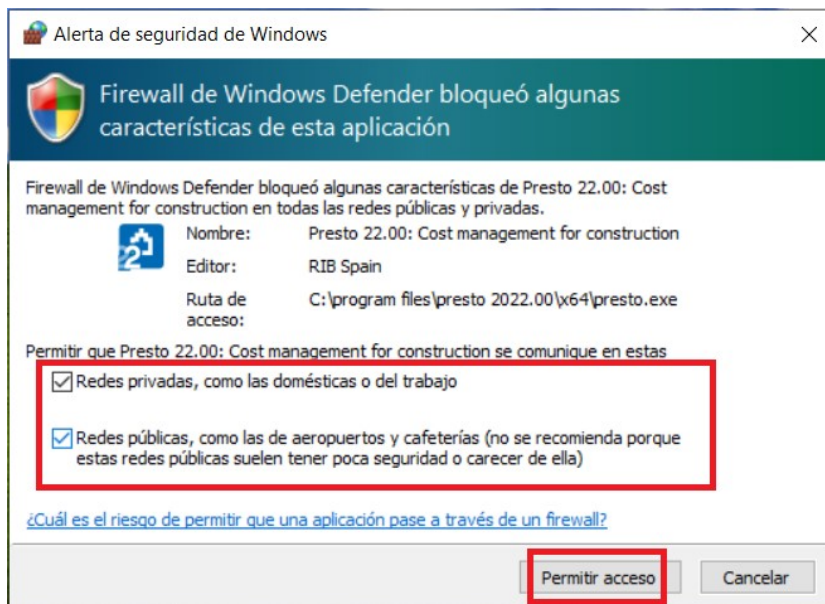 Alerta de seguridad de Windows
Firewall de Windows Defender bloqueó algunas
características de esta aplicación
Firewall de Windows Defender bloqueó algunas características de Presto 22.00: Cost
management for construction en todas las redes públicas y privadas.
Nombre: Presto 22.00: Cost management for construction
Editor: RIB Spain
Ruta de acceso: C:\program files\presto 2022.00\x64\presto.exe
Permitir que Presto 22.00: Cost management for construction se comunique en estas
Redes privadas, como las domésticas o del trabajo
Redes públicas, como las de aeropuertos y cafeterías (no se recomienda porque
estas redes públicas suelen tener poca seguridad o carecer de ella)
¿Cuál es el riesgo de permitir que una aplicación pase a través de un firewall?
Permitir acceso Cancelar